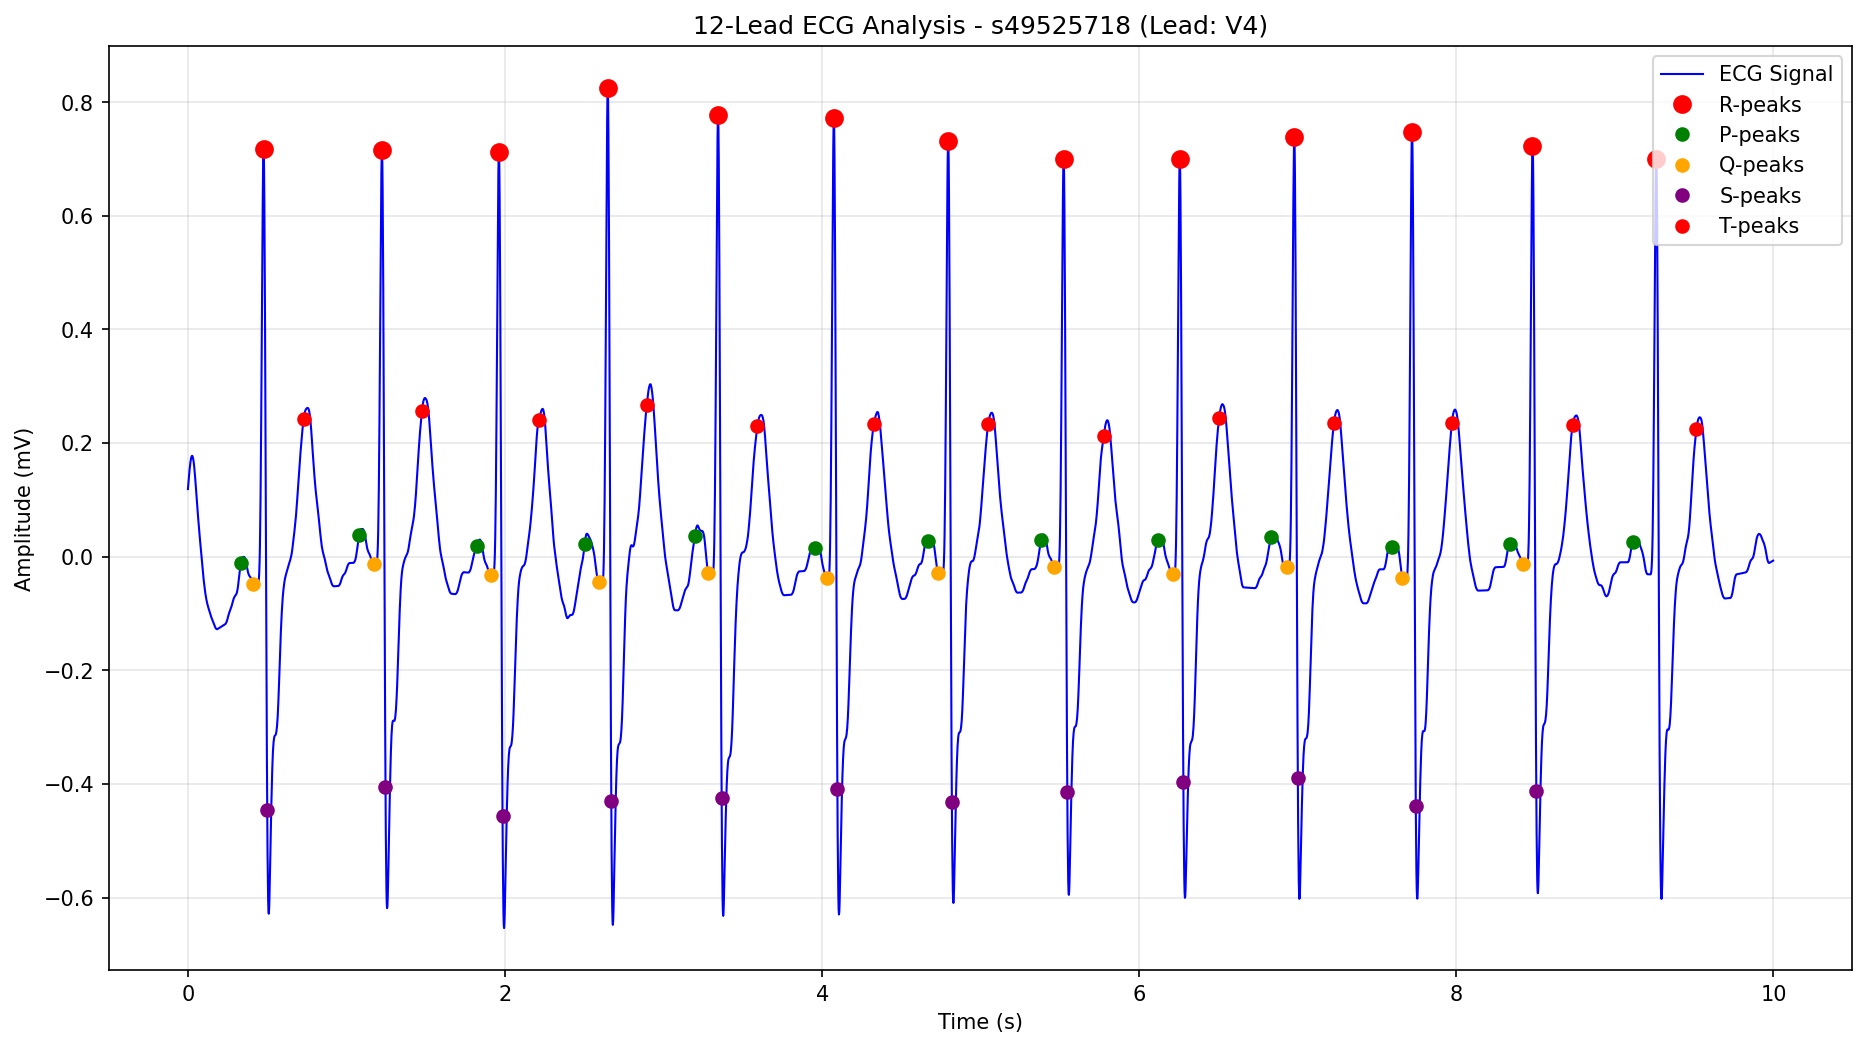 12-Lead ECG Analysis - s49525718 (Lead: V4)
ECG Signal
R-peaks
P-peaks
Q-peaks
S-peaks
T-peaks
Amplitude (mV)
0.8
0.6
0.4
0.2
0.0
−0.2
−0.4
−0.6
0
2
4
6
8
10
Time (s)